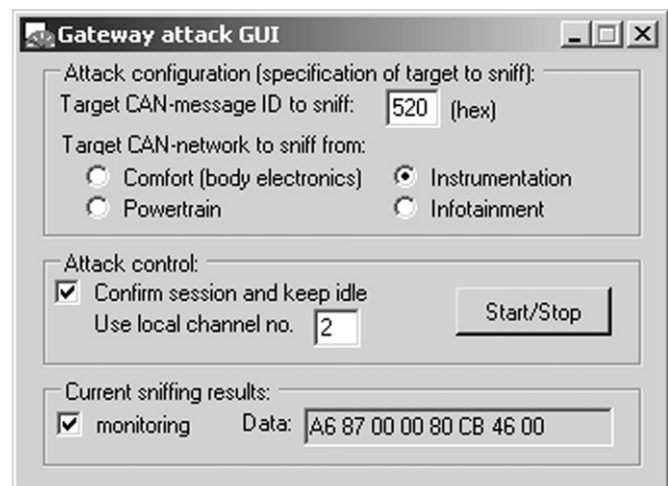 Gateway attack GUI
Attack configuration (specification of target to sniff):
Target CAN-message ID to sniff: 520 (hex)
Target CAN-network to sniff from:
Comfort (body electronics) Instrumentation
Powertrain Infotainment
Attack control:
Confirm session and keep idle
Use local channel no. 2
Start/Stop
Current sniffing results:
monitoring Data: A6 87 00 00 80 CB 46 00